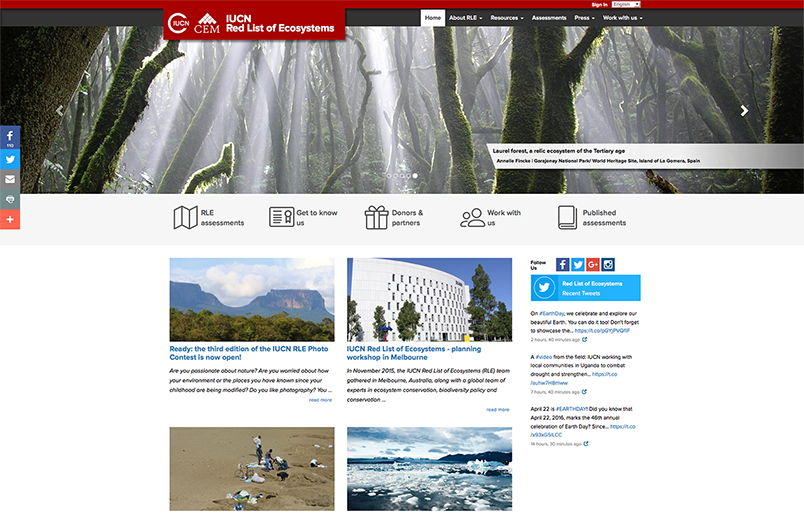 Sign In English
IUCN CEM IUCN
Red List of Ecosystems
Home About RLE Resources Assessments Press Work with us
110
Laurel forest, a relic ecosystem of the Tertiary age
Annelle Fincke | Garajonay National Park/ World Heritage Site, Island of La Gomera, Spain
RLE
assessments
Get to know
us
Donors &
partners
Work with
us
Published
assessments
Ready: the third edition of the IUCN RLE Photo
Contest is now open!
Are you passionate about nature? Are you worried about how
your environment or the places you have known since your
childhood are being modified? Do you like photography? You ...
read more
IUCN Red List of Ecosystems - planning
workshop in Melbourne
In November 2015, the IUCN Red List of Ecosystems (RLE) team
gathered in Melbourne, Australia, along with a global team of
experts in ecosystem conservation, biodiversity policy and
conservation ...
read more
Follow
Us
Red List of Ecosystems
Recent Tweets
On #EarthDay, we celebrate and explore our
beautiful Earth. You can do it too! Don't forget
to showcase the...
2 hours, 40 minutes ago
A #video from the field: IUCN working with
local communities in Uganda to combat
drought and strengthen... https://t.co
7 hours, 40 minutes ago
April 22 is #EARTHDAY! Did you know that
April 22, 2016, marks the 46th annual
celebration of Earth Day? Since... https://t.co
14 hours, 30 minutes ago